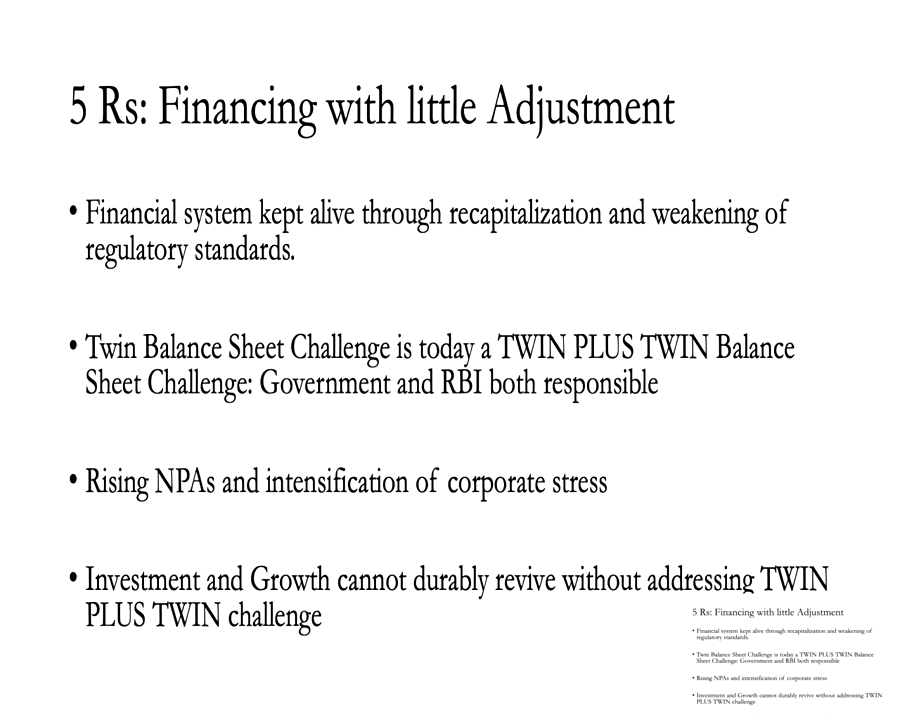 5 Rs: Financing with little Adjustment
• Financial system kept alive through recapitalization and weakening of
regulatory standards.
• Twin Balance Sheet Challenge is today a TWIN PLUS TWIN Balance
Sheet Challenge: Government and RBI both responsible
• Rising NPAs and intensification of corporate stress
• Investment and Growth cannot durably revive without addressing TWIN
PLUS TWIN challenge
5 Rs: Financing with little Adjustment
• Financial system kept alive through recapitalization and weakening of
regulatory standards.
• Twin Balance Sheet Challenge is today a TWIN PLUS TWIN Balance
Sheet Challenge: Government and RBI both responsible
• Rising NPAs and intensification of corporate stress
• Investment and Growth cannot durably revive without addressing TWIN
PLUS TWIN challenge